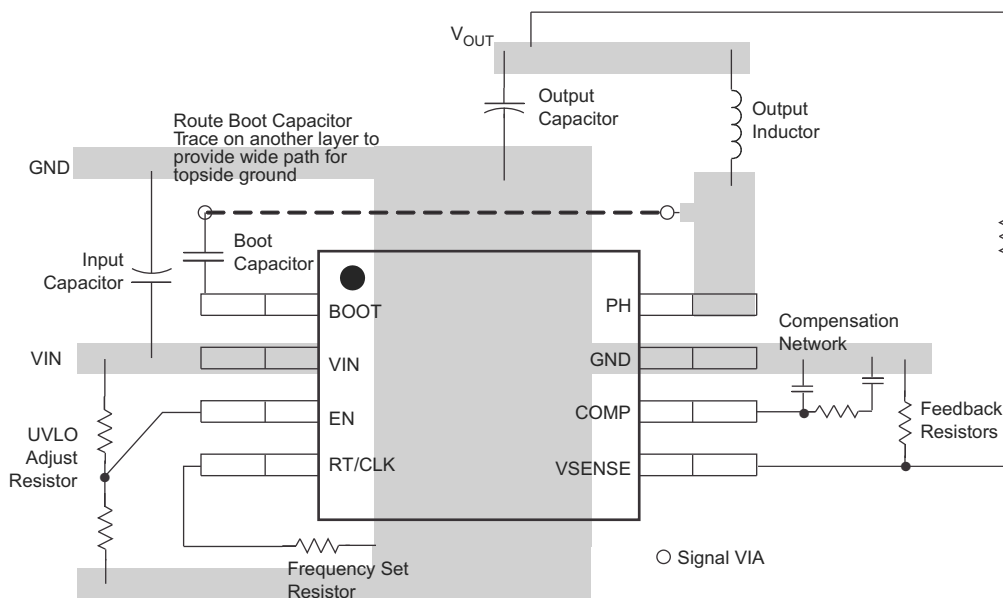 VOUT
Output
Capacitor
Output
Inductor
Route Boot Capacitor
Trace on another layer to
provide wide path for
topside ground
GND
Input
Capacitor
Boot
Capacitor
BOOT
PH
Compensation
Network
VIN
VIN
GND
EN
COMP
Feedback
Resistors
UVLO
Adjust
Resistor
RT/CLK
VSENSE
Frequency Set
Resistor
Signal VIA